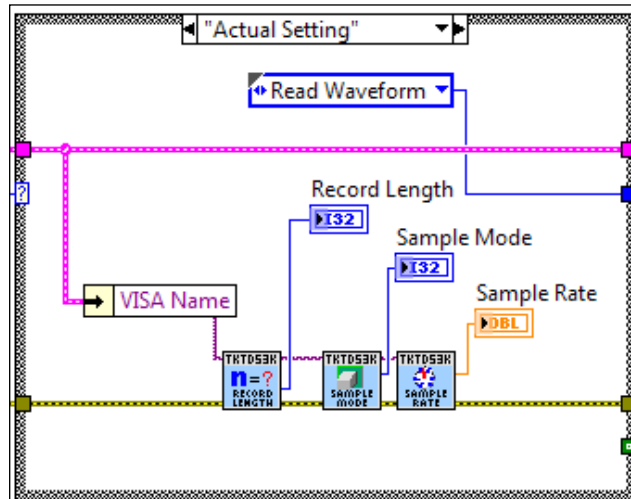 "Actual Setting"
Read Waveform
?
Record Length
I32
Sample Mode
I32
Sample Rate
DBL
VISA Name
TKTDS3K
n=?
RECORD
LENGTH
TKTDS3K
SAMPLE
MODE
TKTDS3K
SAMPLE
RATE